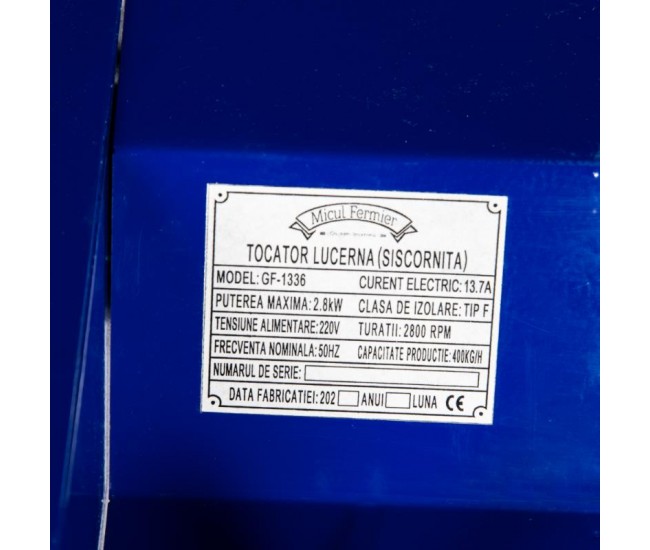 Micul Fermier
TOCATOR LUCERNA (SISCORNITA)
MODEL: GF-1336 CURENT ELECTRIC: 13.7A
PUTEREA MAXIMA: 2.8kW CLASA DE IZOLARE: TIP F
TENSIUNE ALIMENTARE: 220V TURATII: 2800 RPM
FRECVENTA NOMINALA: 50HZ CAPACITATE PRODUCTIE: 400KG/H
NUMARUL DE SERIE:
DATA FABRICATIEI: 202 ANUI LUNA CE